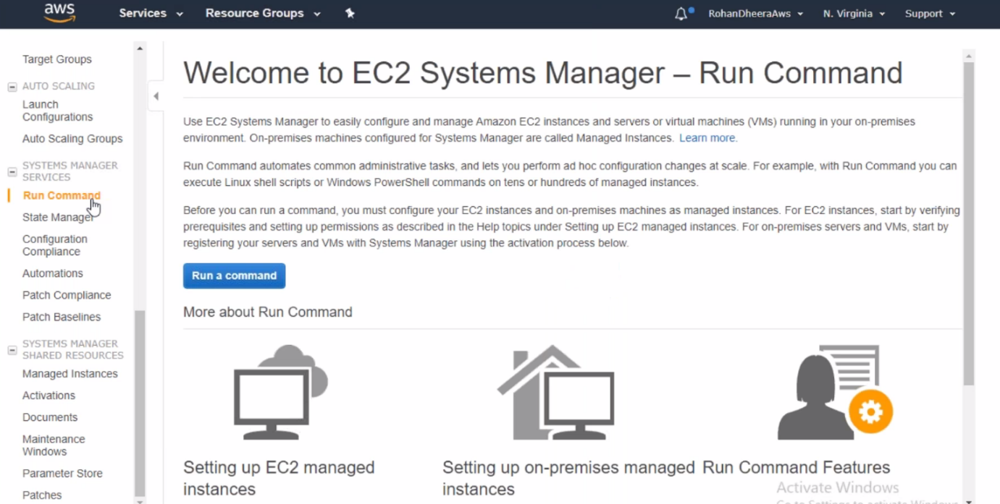 aws Services Resource Groups RohanDheeraAws N. Virginia Support
Target Groups
AUTO SCALING
Launch
Configurations
Auto Scaling Groups
SYSTEMS MANAGER
SERVICES
Run Command
State Manager
Configuration
Compliance
Automations
Patch Compliance
Patch Baselines
SYSTEMS MANAGER
SHARED RESOURCES
Managed Instances
Activations
Documents
Maintenance
Windows
Parameter Store
Patches
Welcome to EC2 Systems Manager – Run Command
Use EC2 Systems Manager to easily configure and manage Amazon EC2 instances and servers or virtual machines (VMs) running in your on-premises
environment. On-premises machines configured for Systems Manager are called Managed Instances. Learn more.
Run Command automates common administrative tasks, and lets you perform ad hoc configuration changes at scale. For example, with Run Command you can
execute Linux shell scripts or Windows PowerShell commands on tens or hundreds of managed instances.
Before you can run a command, you must configure your EC2 instances and on-premises machines as managed instances. For EC2 instances, start by verifying
prerequisites and setting up permissions as described in the Help topics under Setting up EC2 managed instances. For on-premises servers and VMs, start by
registering your servers and VMs with Systems Manager using the activation process below.
Run a command
More about Run Command
Setting up EC2 managed
instances
Setting up on-premises managed
instances
Run Command Features
Activate Windows
Go to Settings to activate Windows